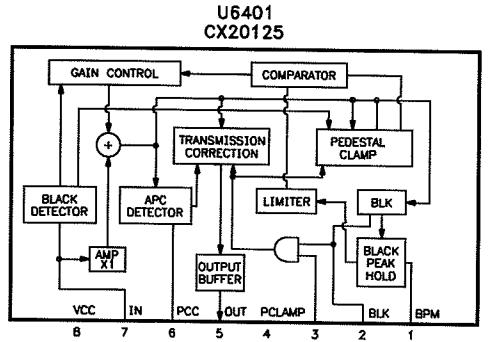 U6401
CX20125
GAIN CONTROL
COMPARATOR
+
TRANSMISSION
CORRECTION
PEDESTAL
CLAMP
BLACK
DETECTOR
APC
DETECTOR
LIMITER
BLK
AMP
X1
OUTPUT
BUFFER
BLACK
PEAK
HOLD
VCC IN PCC OUT PCLAMP BLK BPM
8 7 6 5 4 3 2 1